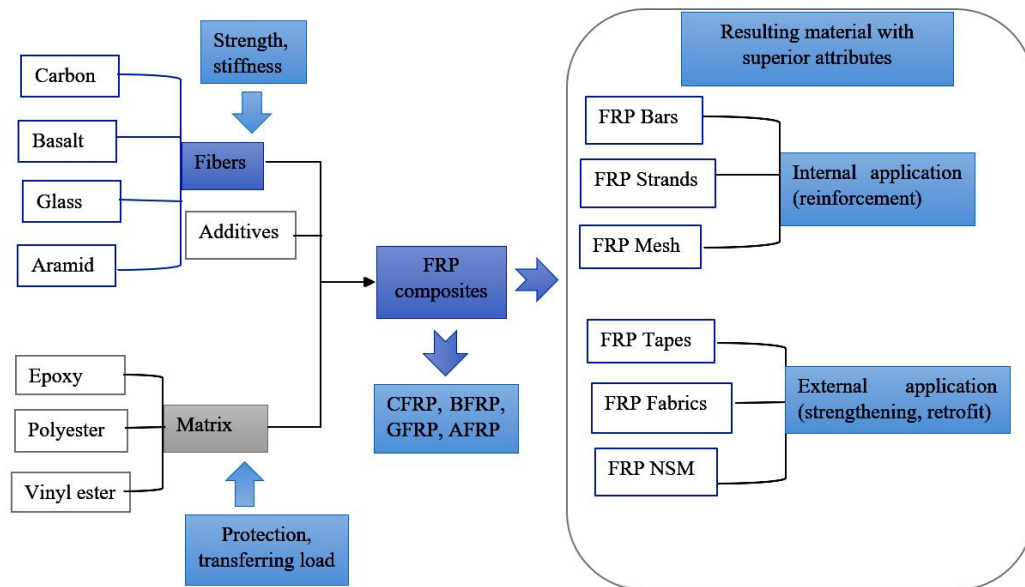 Strength,
stiffness
Carbon
Basalt
Fibers
Glass
Additives
Aramid
FRP
composites
Epoxy
Polyester
Matrix
Vinyl ester
CFRP, BFRP,
GFRP, AFRP
Protection,
transferring load
Resulting material with
superior attributes
FRP Bars
FRP Strands
FRP Mesh
Internal application
(reinforcement)
FRP Tapes
FRP Fabrics
FRP NSM
External application
(strengthening, retrofit)